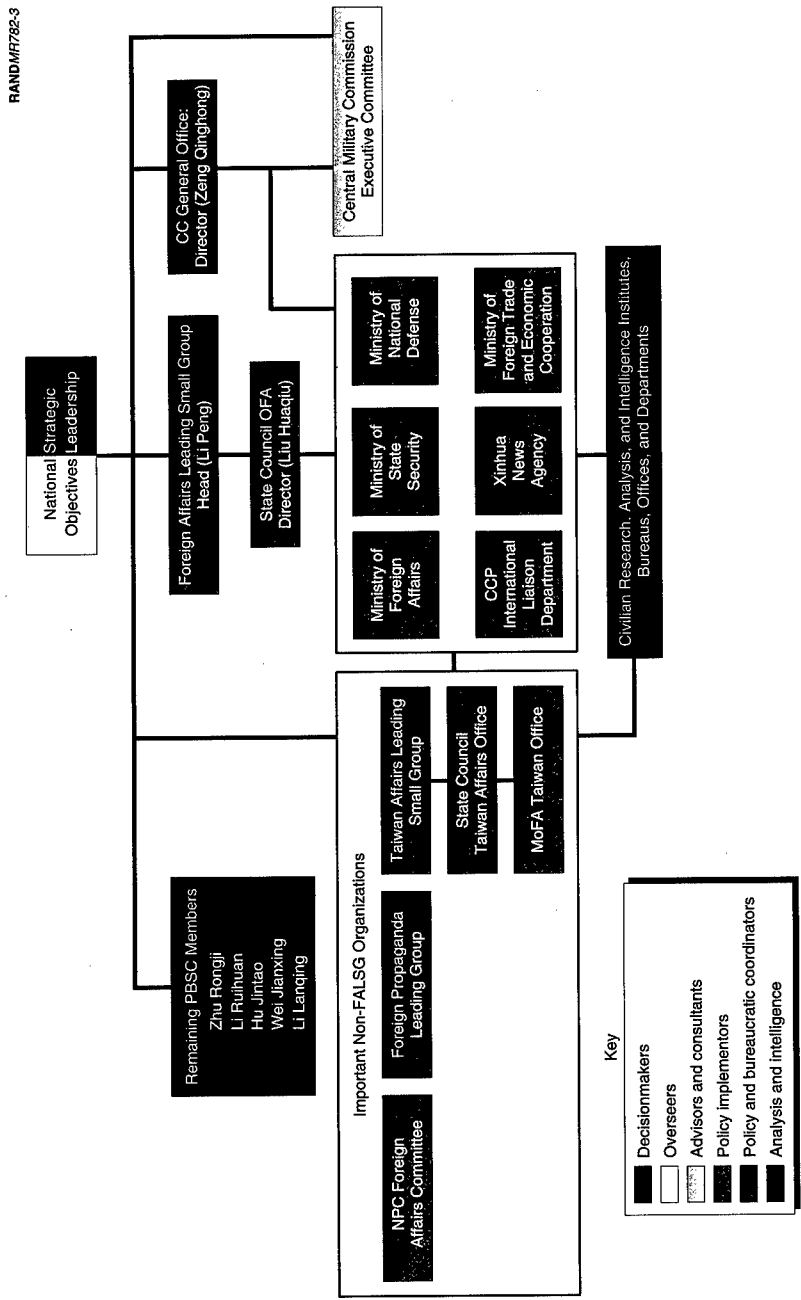 RANDMR782-3
National Strategic
Objectives Leadership
Remaining PBSC Members
Zhu Rongji
Li Ruihuan
Hu Jintao
Wei Jianxing
Li Lanqing
Foreign Affairs Leading Small Group
Head (Li Peng)
CC General Office:
Director (Zeng Qinghong)
State Council OFA
Director (Liu Huaqiu)
Central Military Commission
Executive Committee
Important Non-FALSG Organizations
NPC Foreign
Affairs Committee
Foreign Propaganda
Leading Group
Taiwan Affairs Leading
Small Group
State Council
Taiwan Affairs Office
MoFA Taiwan Office
Ministry of
Foreign
Affairs
Ministry of
State
Security
Ministry of
National
Defense
CCP
International
Liaison
Department
Xinhua
News
Agency
Ministry of
Foreign Trade
and Economic
Cooperation
Civilian Research, Analysis, and Intelligence Institutes,
Bureaus, Offices, and Departments
Key
Decisionmakers
Overseers
Advisors and consultants
Policy implementors
Policy and bureaucratic coordinators
Analysis and intelligence